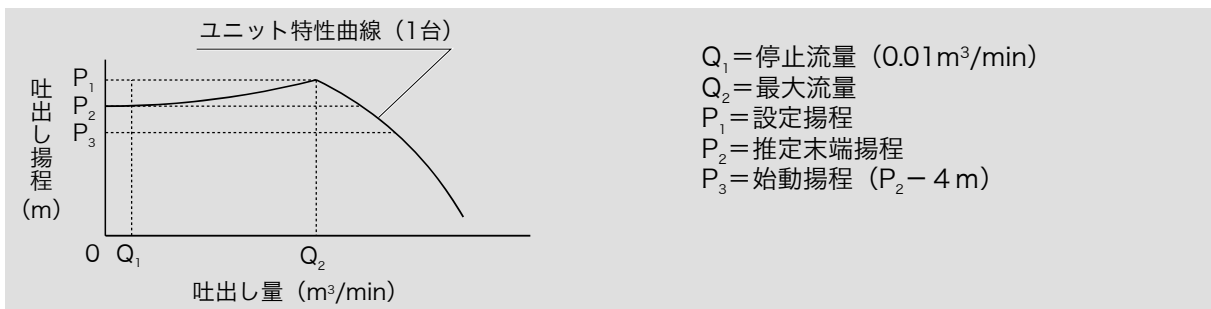 ユニット特性曲線（1台）
吐出し揚程（m）
P₁
P₂
P₃
0
Q₁
Q₂
吐出し量（m³/min）
Q₁＝停止流量（0.01m³/min）
Q₂＝最大流量
P₁＝設定揚程
P₂＝推定末端揚程
P₃＝始動揚程（P₂－４ｍ）